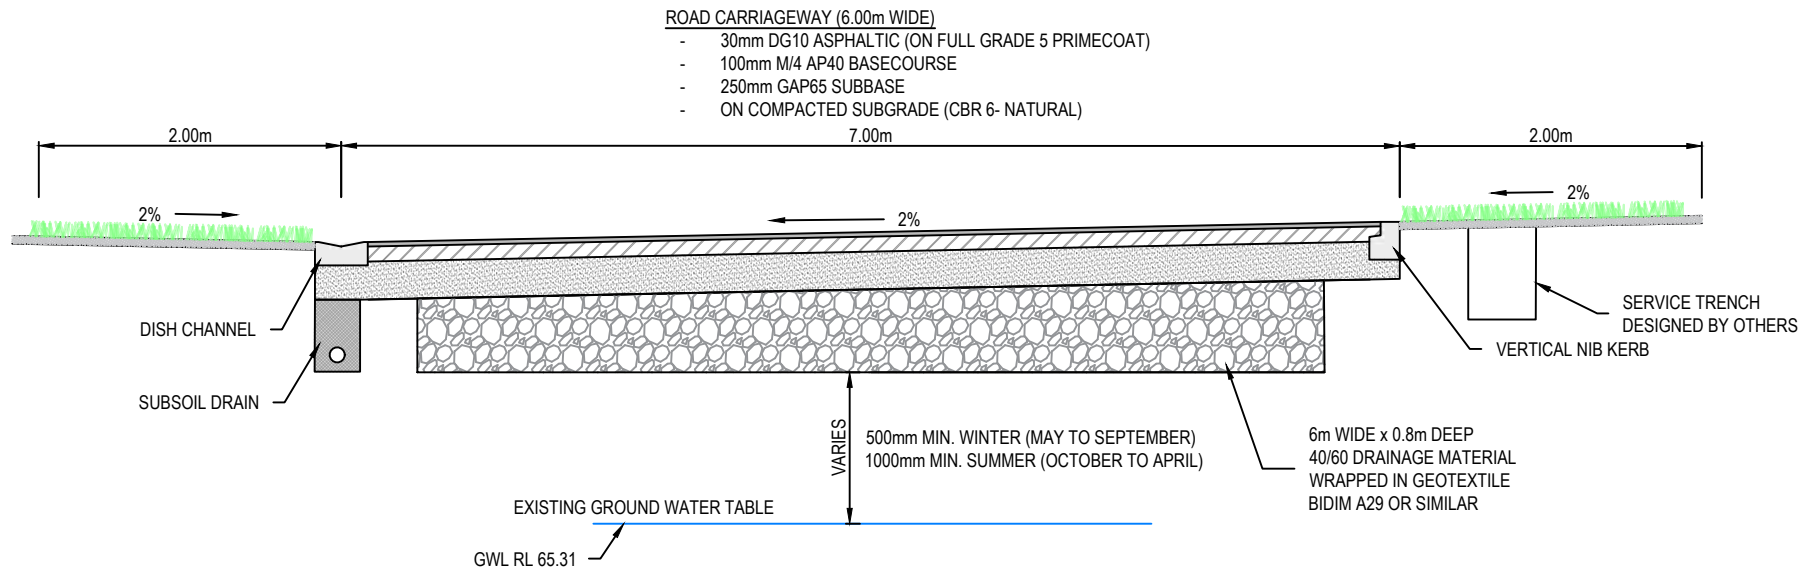 ROAD CARRIAGEWAY (6.00m WIDE)
- 30mm DG10 ASPHALTIC (ON FULL GRADE 5 PRIMECOAT)
- 100mm M/4 AP40 BASECOURSE
- 250mm GAP65 SUBBASE
- ON COMPACTED SUBGRADE (CBR 6- NATURAL)
2.00m
7.00m
2.00m
2%
2%
2%
DISH CHANNEL
SUBSOIL DRAIN
SERVICE TRENCH
DESIGNED BY OTHERS
VERTICAL NIB KERB
VARIES
500mm MIN. WINTER (MAY TO SEPTEMBER)
1000mm MIN. SUMMER (OCTOBER TO APRIL)
6m WIDE x 0.8m DEEP
40/60 DRAINAGE MATERIAL
WRAPPED IN GEOTEXTILE
BIDIM A29 OR SIMILAR
EXISTING GROUND WATER TABLE
GWL RL 65.31